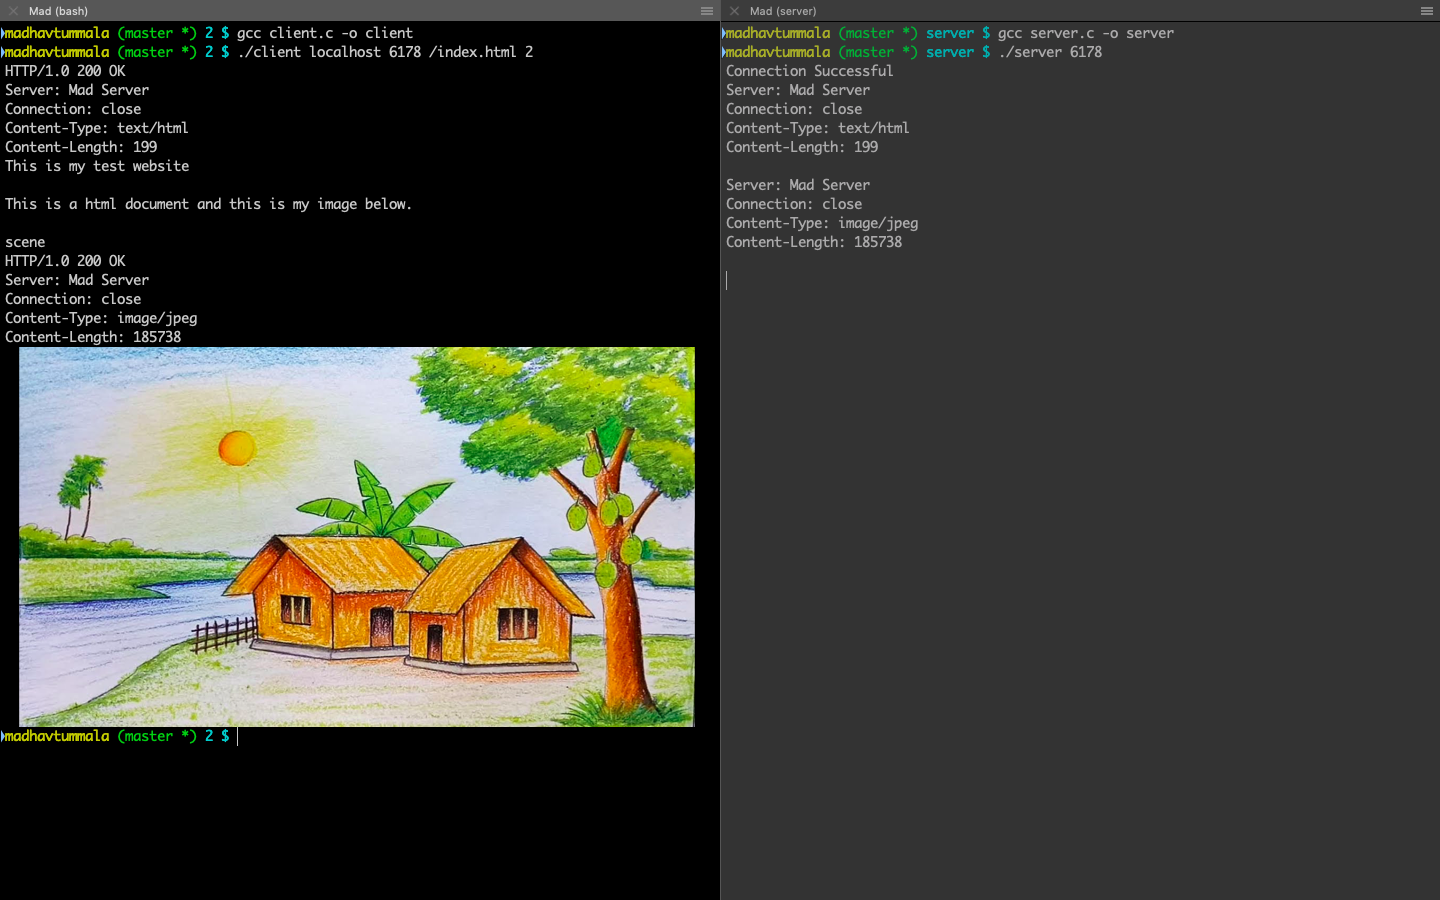 Mad (bash)
madhavtummala (master *) 2 $ gcc client.c -o client
madhavtummala (master *) 2 $ ./client localhost 6178 /index.html 2
HTTP/1.0 200 OK
Server: Mad Server
Connection: close
Content-Type: text/html
Content-Length: 199
This is my test website
This is a html document and this is my image below.
scene
HTTP/1.0 200 OK
Server: Mad Server
Connection: close
Content-Type: image/jpeg
Content-Length: 185738
madhavtummala (master *) 2 $
Mad (server)
madhavtummala (master *) server $ gcc server.c -o server
madhavtummala (master *) server $ ./server 6178
Connection Successful
Server: Mad Server
Connection: close
Content-Type: text/html
Content-Length: 199
Server: Mad Server
Connection: close
Content-Type: image/jpeg
Content-Length: 185738